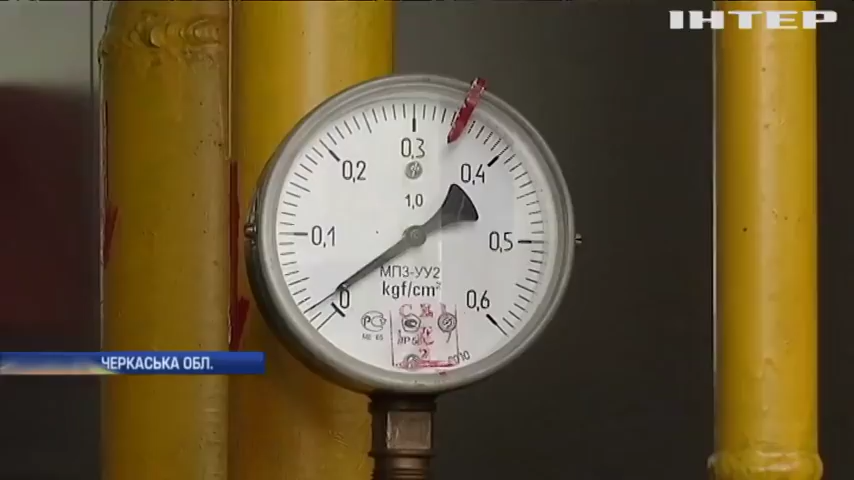 ІНТЕР
0,3
0,2
0,4
1,0
0,1
0,5
МПЗ-УУ2
kgf/cm²
0
0,6
ЧЕРКАСЬКА ОБЛ.